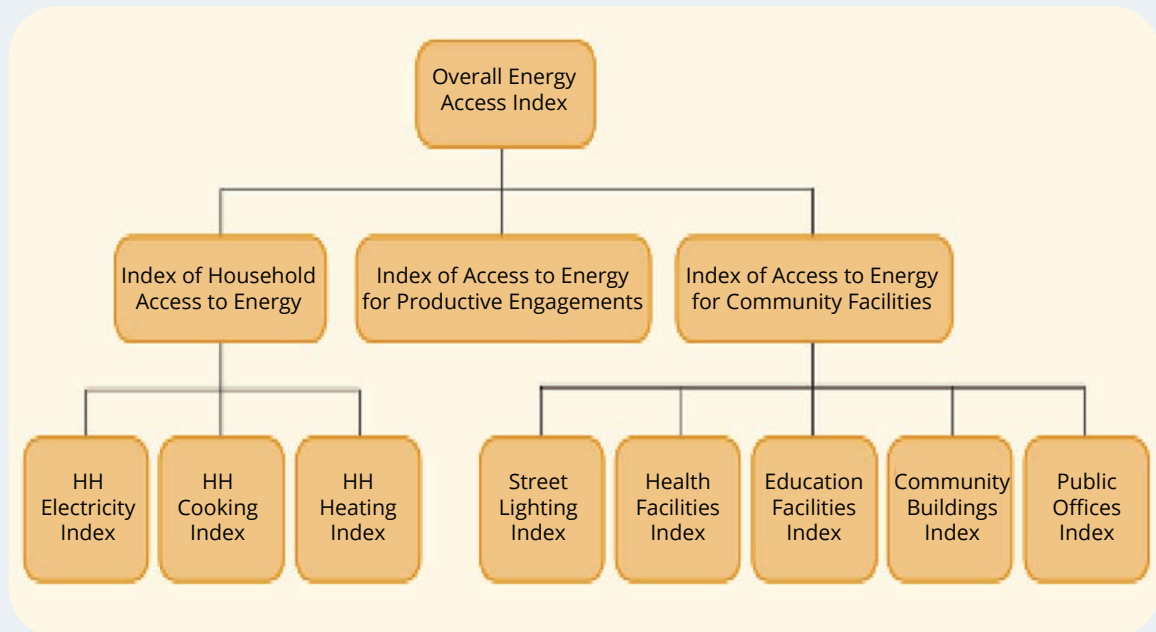 Overall Energy
Access Index
Index of Household
Access to Energy
Index of Access to Energy
for Productive Engagements
Index of Access to Energy
for Community Facilities
HH
Electricity
Index
HH
Cooking
Index
HH
Heating
Index
Street
Lighting
Index
Health
Facilities
Index
Education
Facilities
Index
Community
Buildings
Index
Public
Offices
Index